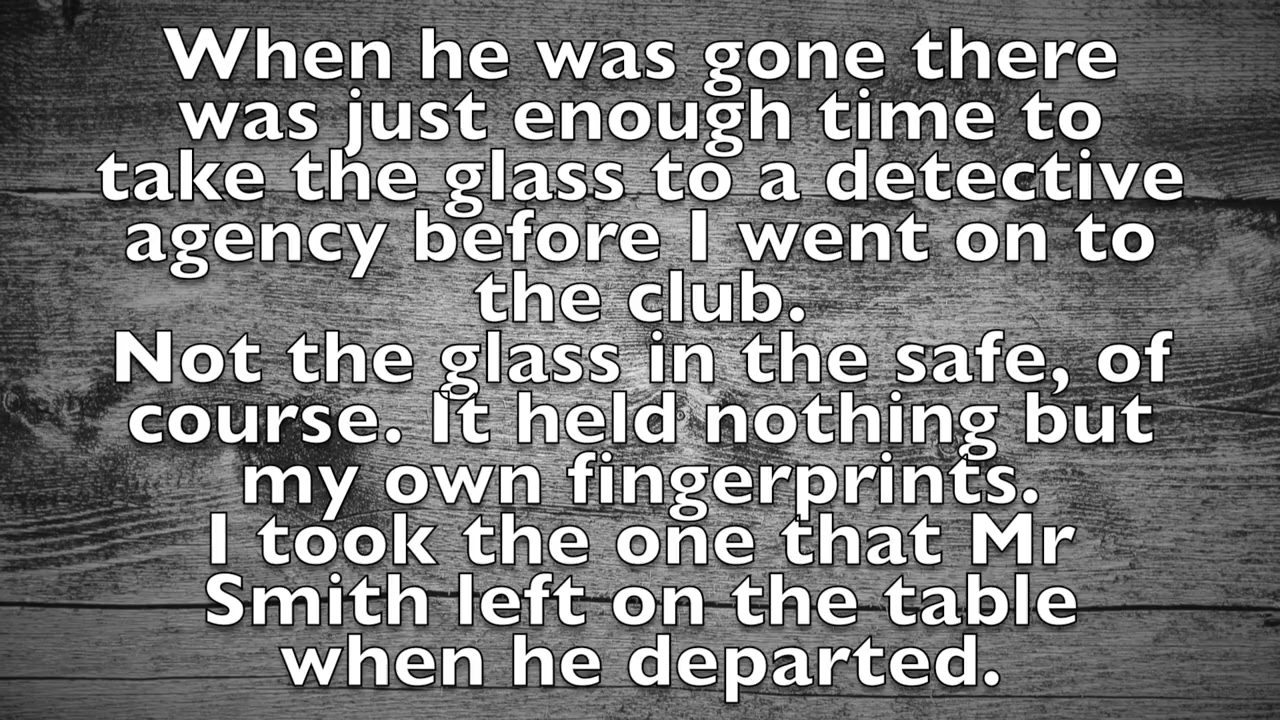 When he was gone there
was just enough time to
take the glass to a detective
agency before I went on to
the club.
Not the glass in the safe, of
course. It held nothing but
my own fingerprints.
I took the one that Mr
Smith left on the table
when he departed.